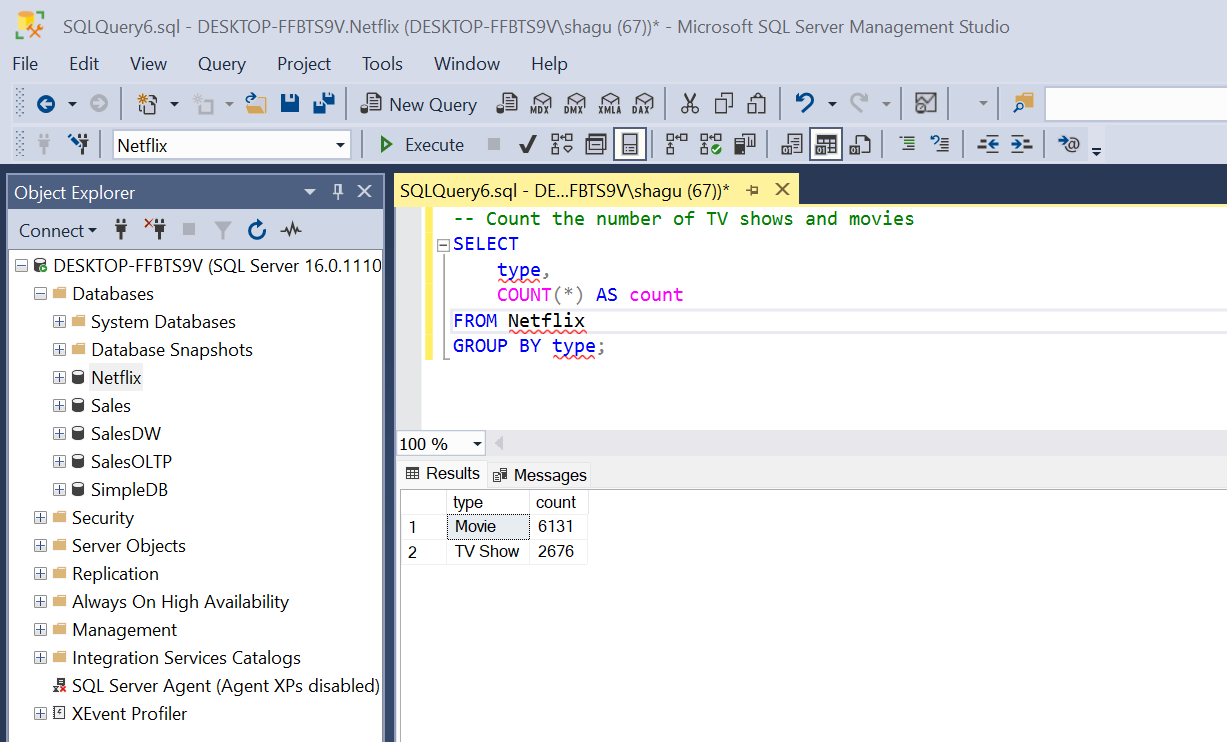 SQLQuery6.sql - DESKTOP-FFBTS9V.Netflix (DESKTOP-FFBTS9V\shagu (67))* - Microsoft SQL Server Management Studio
File Edit View Query Project Tools Window Help
New Query MDX DMX XMLA DAX
Netflix Execute
Object Explorer
Connect
DESKTOP-FFBTS9V (SQL Server 16.0.1110
Databases
System Databases
Database Snapshots
Netflix
Sales
SalesDW
SalesOLTP
SimpleDB
Security
Server Objects
Replication
Always On High Availability
Management
Integration Services Catalogs
SQL Server Agent (Agent XPs disabled)
XEvent Profiler
SQLQuery6.sql - DE...FBTS9V\shagu (67))*
-- Count the number of TV shows and movies
SELECT
type,
COUNT(*) AS count
FROM Netflix
GROUP BY type;
100 %
Results Messages
type count
1 Movie 6131
2 TV Show 2676